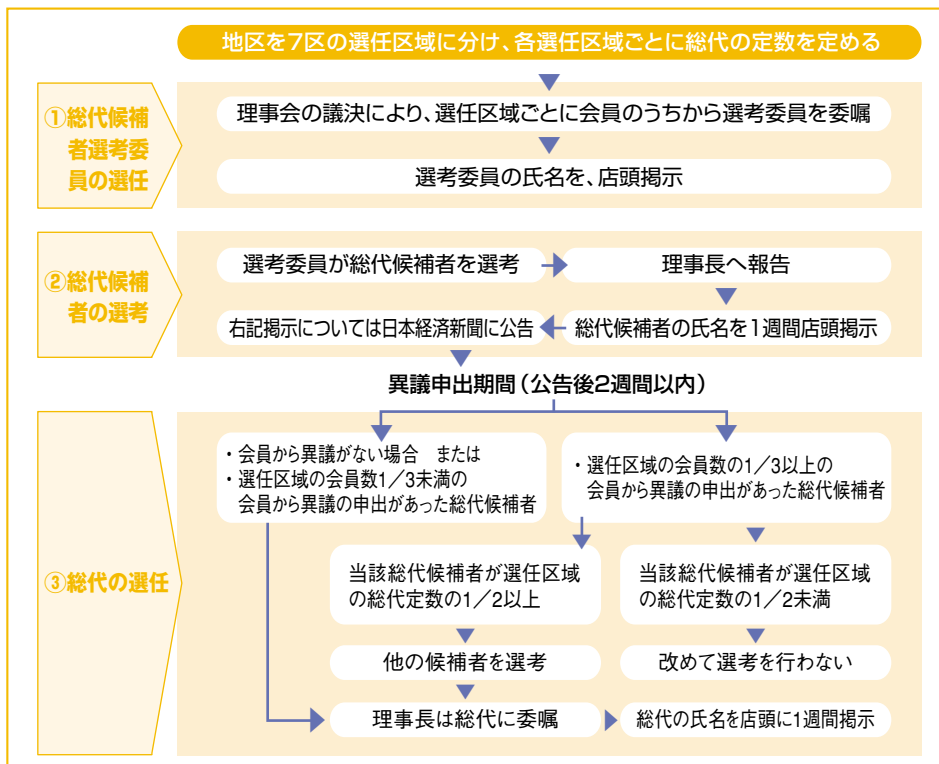 地区を7区の選任区域に分け、各選任区域ごとに総代の定数を定める
①総代候補
者選考委
員の選任
理事会の議決により、選任区域ごとに会員のうちから選考委員を委嘱
選考委員の氏名を、店頭掲示
②総代候補
者の選考
選考委員が総代候補者を選考
理事長へ報告
右記掲示については日本経済新聞に公告
総代候補者の氏名を1週間店頭掲示
異議申出期間（公告後2週間以内）
③総代の選任
・会員から異議がない場合　または
・選任区域の会員数1／3未満の
会員から異議の申出があった総代候補者
・選任区域の会員数の1／3以上の
会員から異議の申出があった総代候補者
当該総代候補者が選任区域
の総代定数の1／2以上
当該総代候補者が選任区域
の総代定数の1／2未満
他の候補者を選考
改めて選考を行わない
理事長は総代に委嘱
総代の氏名を店頭に1週間掲示